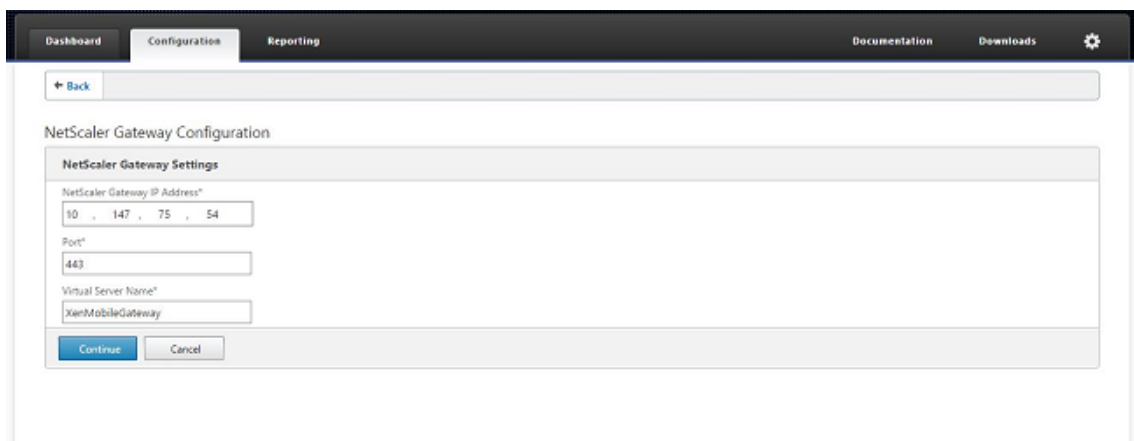 Dashboard Configuration Reporting Documentation Downloads
Back
NetScaler Gateway Configuration
NetScaler Gateway Settings
NetScaler Gateway IP Address*
10 . 147 . 75 . 54
Port*
443
Virtual Server Name*
XenMobileGateway
Continue Cancel